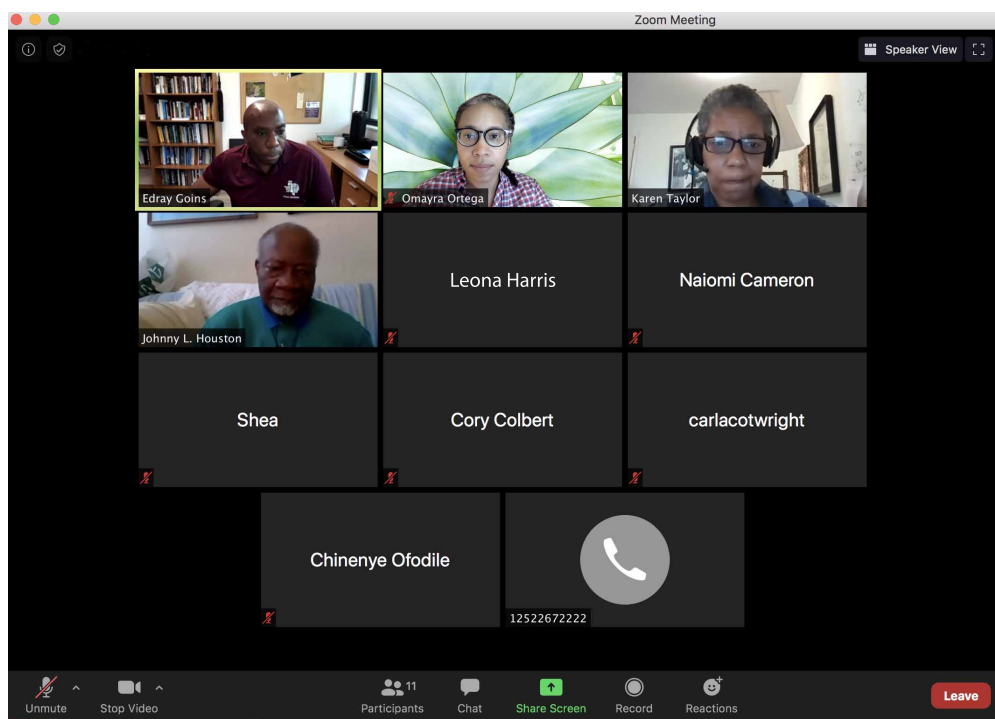 Zoom Meeting
Speaker View
Edray Goins
Omayra Ortega
Karen Taylor
Johnny L. Houston
Leona Harris
Naiomi Cameron
Shea
Cory Colbert
carlacotwright
Chinenye Ofodile
12522672222
Unmute
Stop Video
11
Participants
Chat
Share Screen
Record
Reactions
Leave